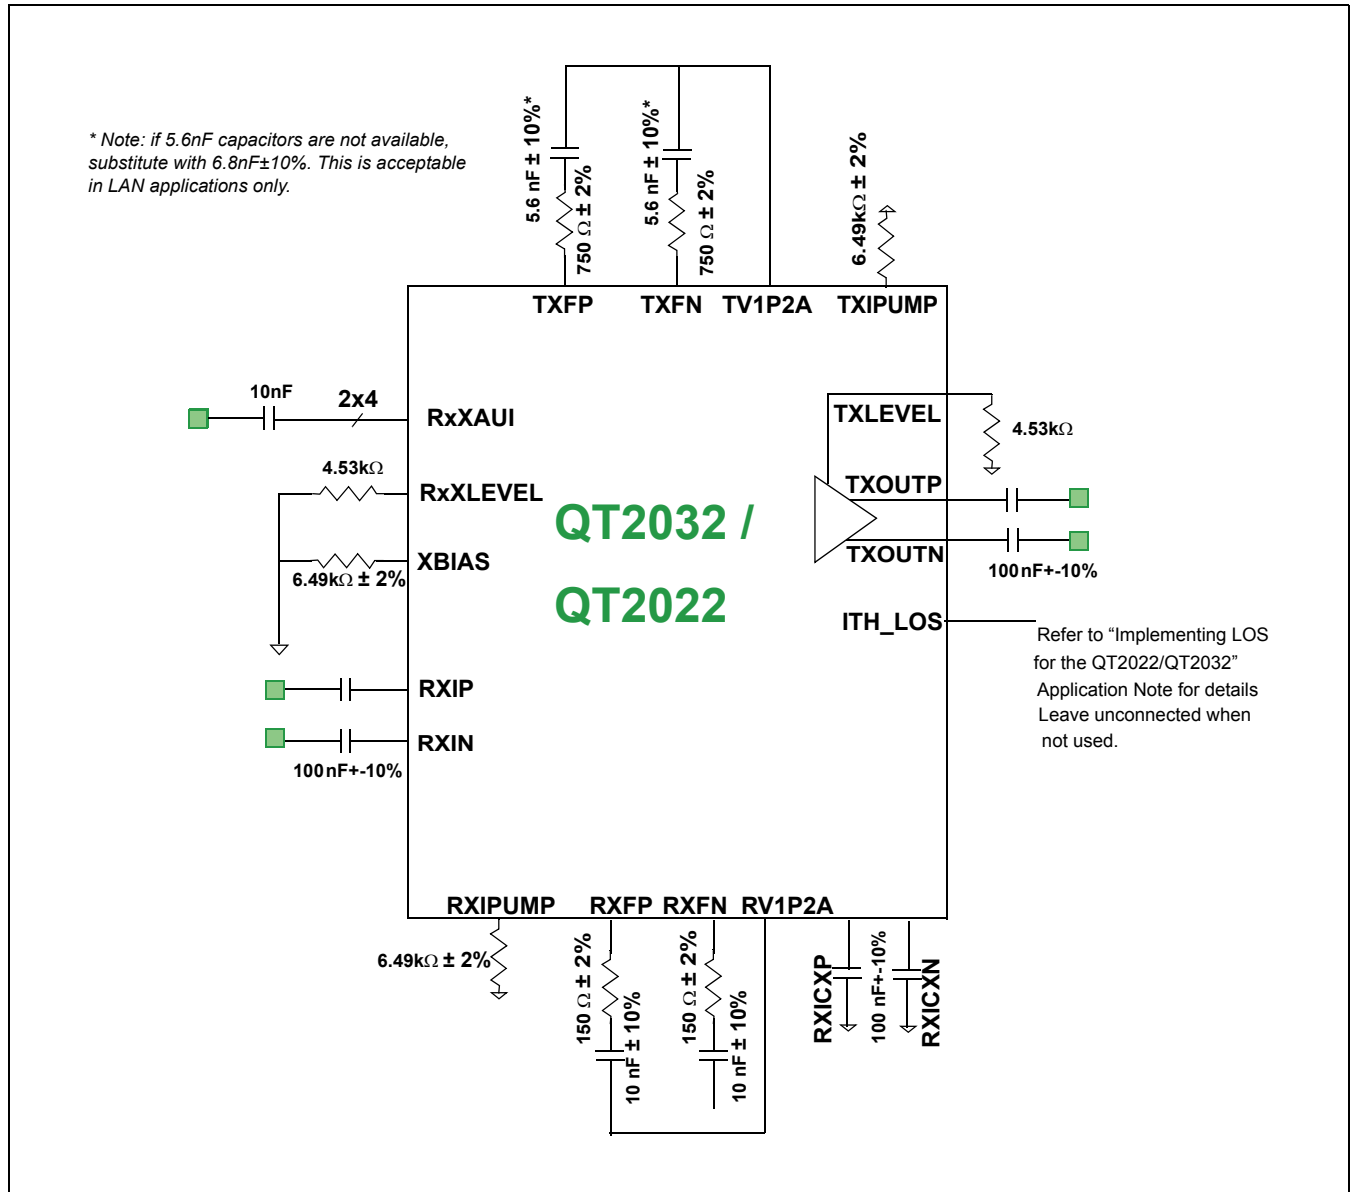 * Note: if 5.6nF capacitors are not available,
substitute with 6.8nF±10%. This is acceptable
in LAN applications only.
5.6 nF ± 10%*
750 Ω ± 2%
5.6 nF ± 10%*
750 Ω ± 2%
6.49kΩ ± 2%
TXFP
TXFN
TV1P2A
TXIPUMP
10nF
2x4
RxXAUI
TXLEVEL
4.53kΩ
4.53kΩ
RxXLEVEL
TXOUTP
QT2032 /
QT2022
XBIAS
6.49kΩ ± 2%
TXOUTN
100nF+-10%
ITH_LOS
Refer to “Implementing LOS
for the QT2022/QT2032”
Application Note for details
Leave unconnected when
not used.
RXIP
RXIN
100nF+-10%
RXIPUMP
RXFP
RXFN
RV1P2A
6.49kΩ ± 2%
150 Ω ± 2%
10 nF ± 10%
150 Ω ± 2%
10 nF ± 10%
RXICXP
100 nF+-10%
RXICXN